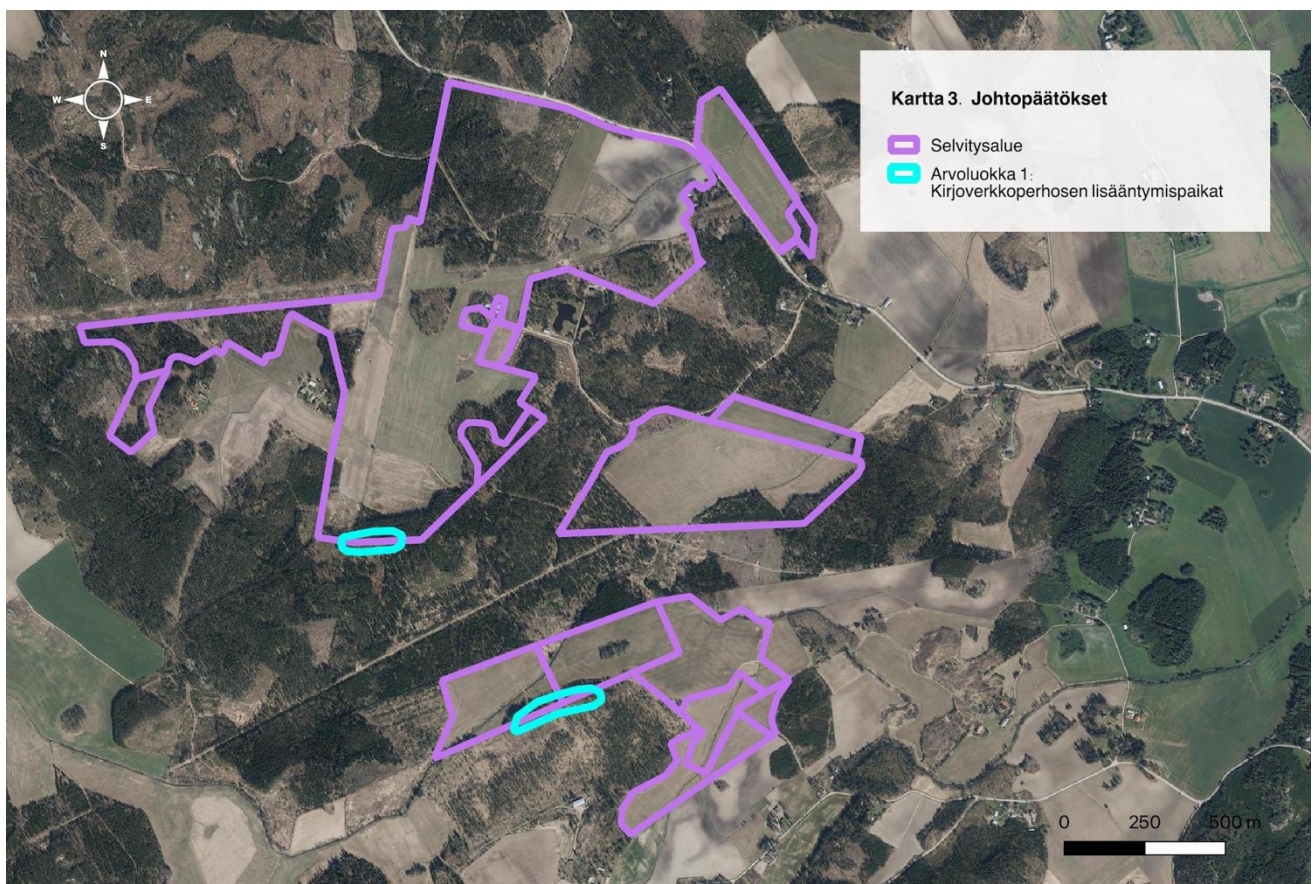 N
W E
S
Kartta 3. Johtopäätökset
Selvitysalue
Arvoluokka 1:
Kirjoverkkoperhosen lisääntymispaikat
0 250 500 m